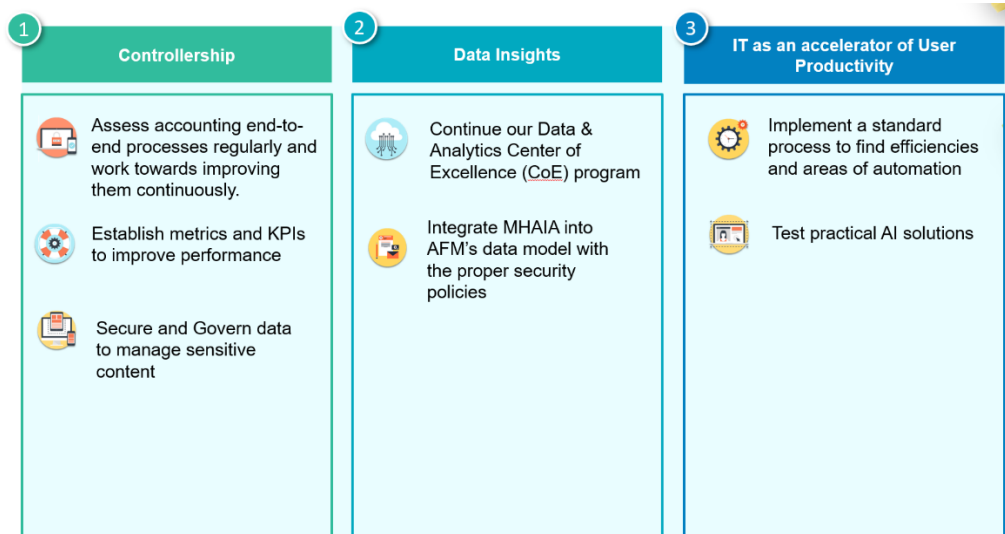 1
Controllership
Assess accounting end-to-
end processes regularly and
work towards improving
them continuously.
Establish metrics and KPIs
to improve performance
Secure and Govern data
to manage sensitive
content
2
Data Insights
Continue our Data &
Analytics Center of
Excellence (CoE) program
Integrate MHAIA into
AFM's data model with
the proper security
policies
3
IT as an accelerator of User
Productivity
Implement a standard
process to find efficiencies
and areas of automation
Test practical AI solutions